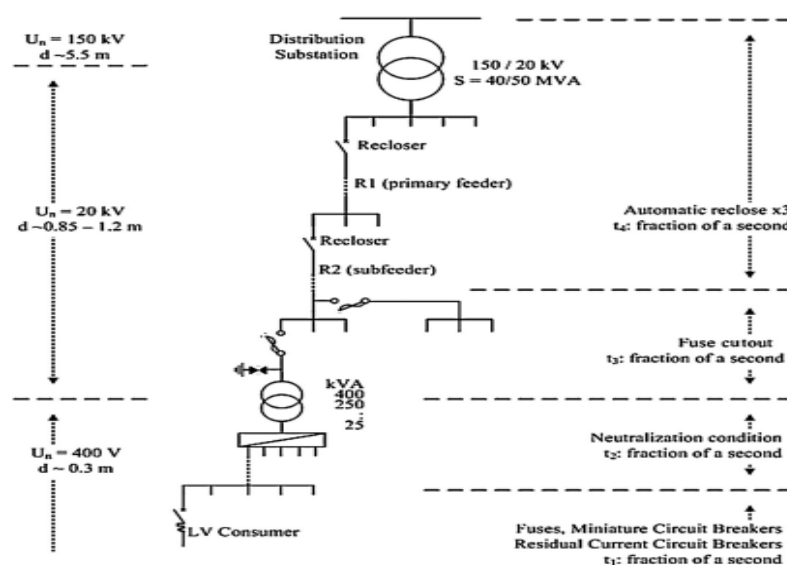 Uₙ = 150 kV
d ~5.5 m
Distribution
Substation
150 / 20 kV
S = 40/50 MVA
Recloser
R1 (primary feeder)
Uₙ = 20 kV
d ~0.85 – 1.2 m
Automatic reclose x3
t₄: fraction of a second
Recloser
R2 (subfeeder)
Fuse cutout
t₃: fraction of a second
kVA
400
250
:
25
Uₙ = 400 V
d ~ 0.3 m
Neutralization condition
t₂: fraction of a second
LV Consumer
Fuses, Miniature Circuit Breakers
Residual Current Circuit Breakers
t₁: fraction of a second